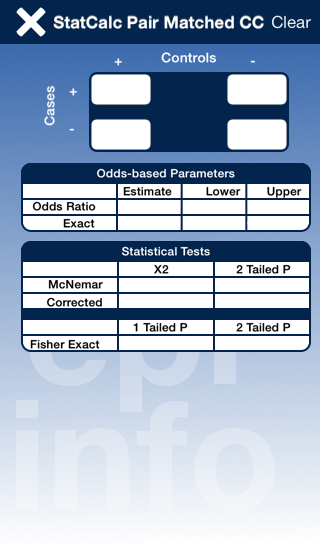 StatCalc Pair Matched CC Clear
Controls
+ -
Cases
+
-
Odds-based Parameters
Estimate Lower Upper
Odds Ratio
Exact
Statistical Tests
X2 2 Tailed P
McNemar
Corrected
1 Tailed P 2 Tailed P
Fisher Exact
epi
info